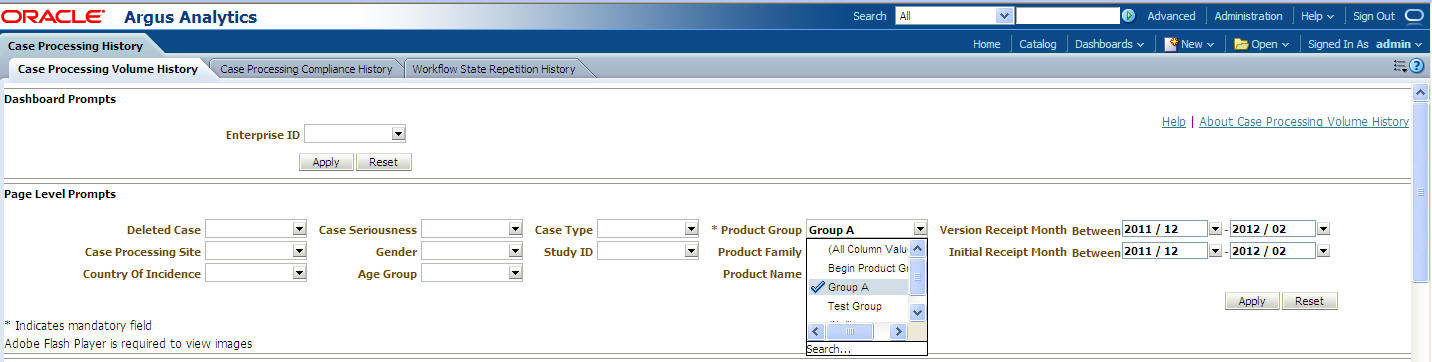 ORACLE Argus Analytics Search All Advanced Administration Help Sign Out
Case Processing History Home Catalog Dashboards New Open Signed In As admin
Case Processing Volume History Case Processing Compliance History Workflow State Repetition History
Dashboard Prompts
Help | About Case Processing Volume History
Enterprise ID
Apply Reset
Page Level Prompts
Deleted Case Case Seriousness Case Type * Product Group Group A Version Receipt Month Between 2011 / 12 - 2012 / 02
Case Processing Site Gender Study ID Product Family (All Column Value Initial Receipt Month Between 2011 / 12 - 2012 / 02
Country Of Incidence Age Group Product Name Begin Product Gr
Group A
Apply Reset
Test Group
* Indicates mandatory field
Adobe Flash Player is required to view images
Search...